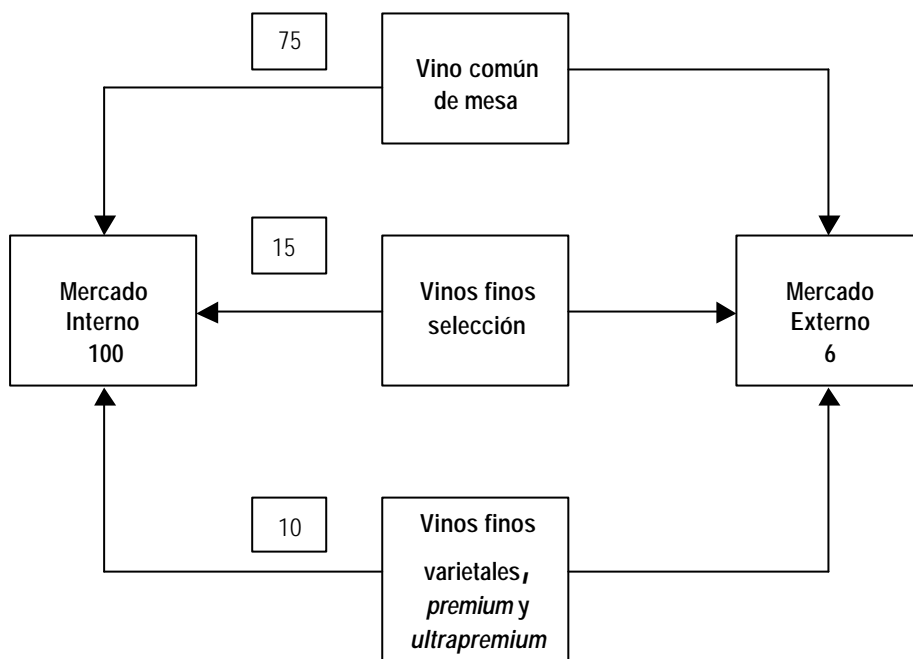 75
Vino común
de mesa
15
Mercado
Interno
100
Vinos finos
selección
Mercado
Externo
6
10
Vinos finos
varietales,
premium y
ultrapremium